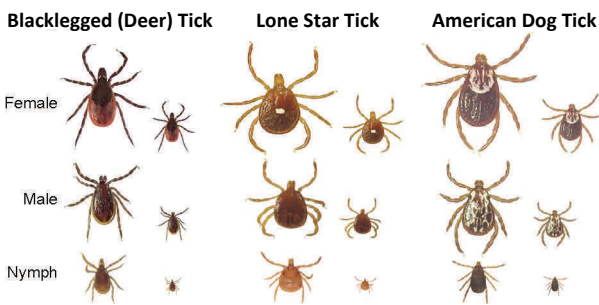 Blacklegged (Deer) Tick Lone Star Tick American Dog Tick
Female
Male
Nymph